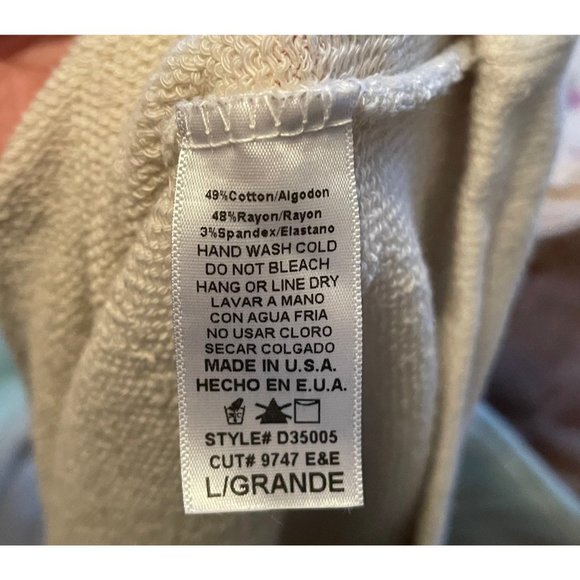 49%Cotton/Algodon
48%Rayon/Rayon
3%Spandex/Elastano
HAND WASH COLD
DO NOT BLEACH
HANG OR LINE DRY
LAVAR A MANO
CON AGUA FRIA
NO USAR CLORO
SECAR COLGADO
MADE IN U.S.A.
HECHO EN E.U.A.
STYLE# D35005
CUT# 9747 E&E
L/GRANDE